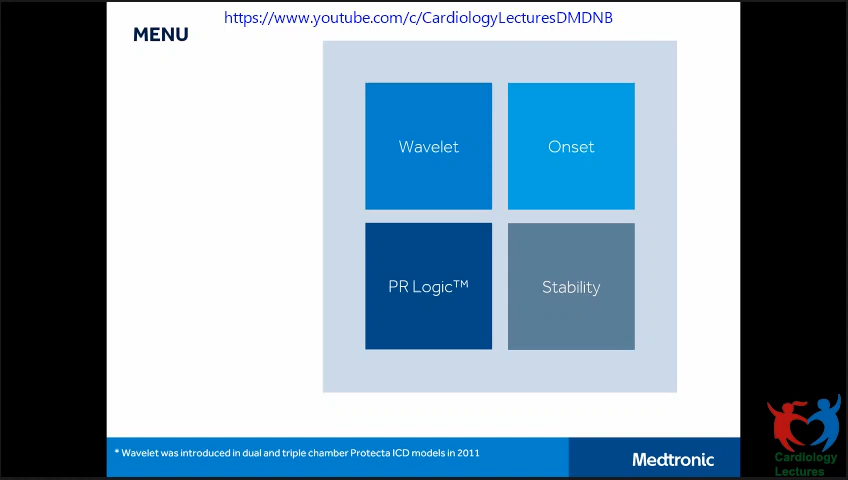 https://www.youtube.com/c/CardiologyLecturesDMDNB
MENU
Wavelet
Onset
PR Logic™
Stability
* Wavelet was introduced in dual and triple chamber Protecta ICD models in 2011
Medtronic
Cardiology
Lectures